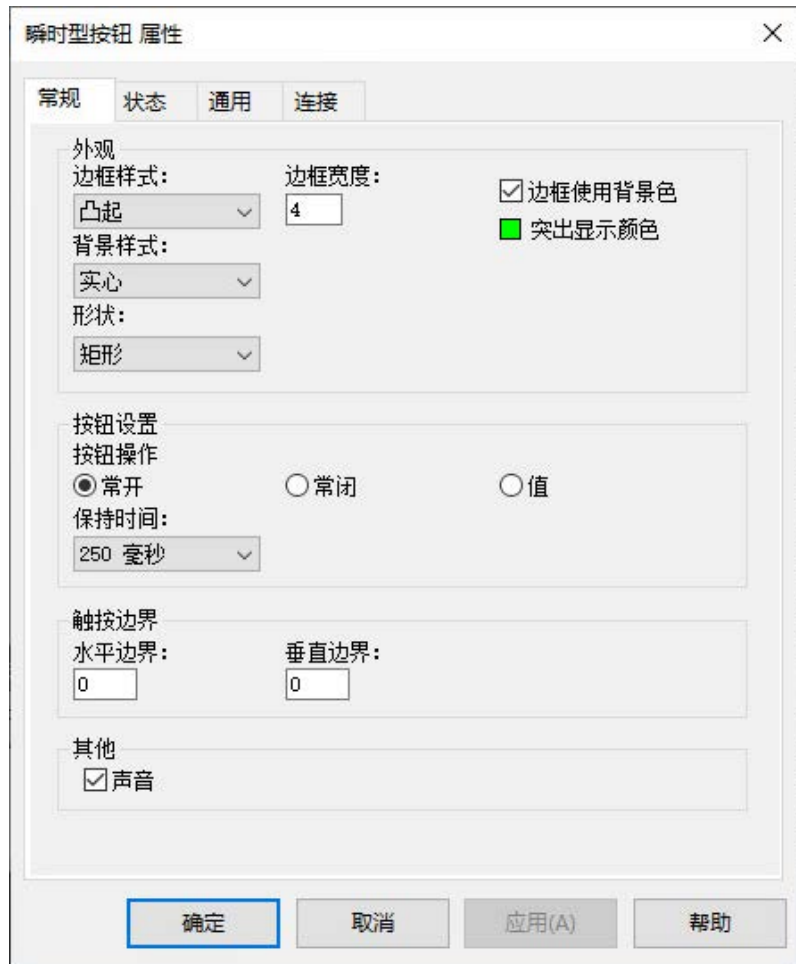 瞬时型按钮 属性
常规 状态 通用 连接
外观
边框样式: 边框宽度:
凸起 4 边框使用背景色
背景样式: 突出显示颜色
实心
形状:
矩形
按钮设置
按钮操作
常开 常闭 值
保持时间:
250 毫秒
触按边界
水平边界: 垂直边界:
0 0
其他
声音
确定 取消 应用(A) 帮助